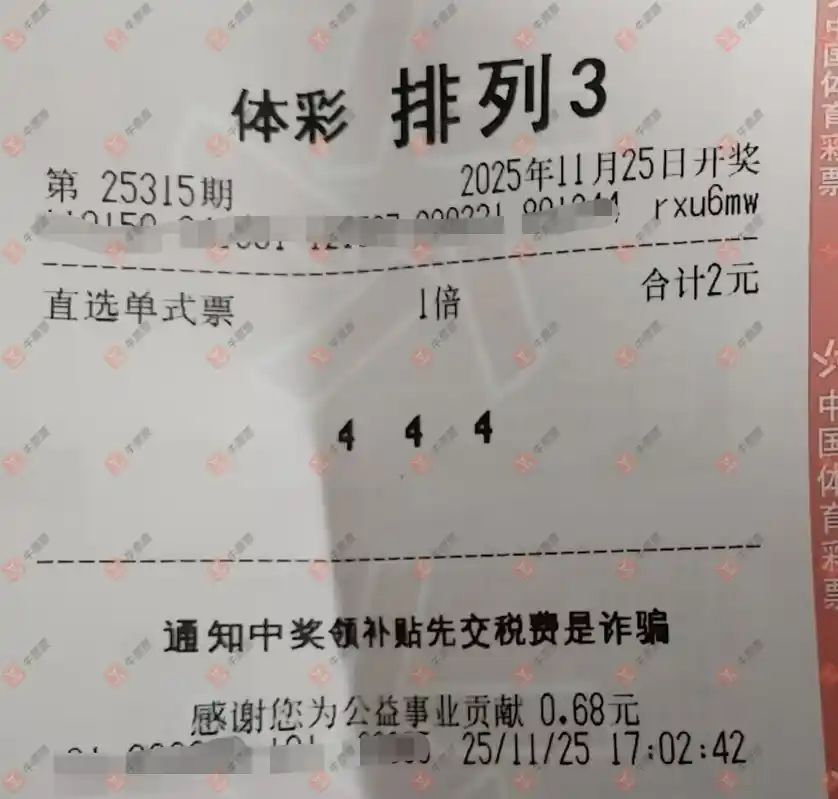 体彩 排列3
第 25315期 2025年11月25日开奖
rxu6mw
直选单式票 1倍 合计2元
4 4 4
通知中奖领补贴先交税费是诈骗
感谢您为公益事业贡献 0.68元
25/11/25 17:02:42
中国体育彩票
中国体育彩票